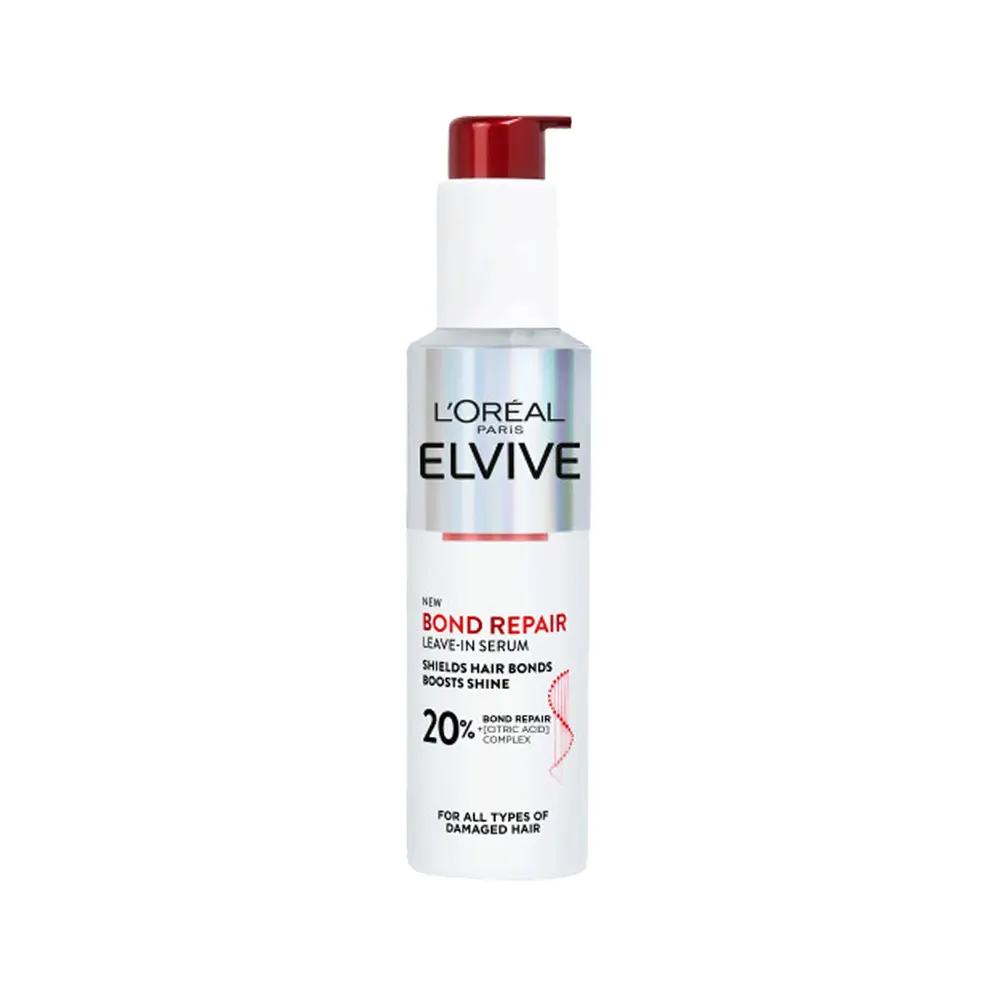 L'ORÉAL
PARIS
ELVIVE
NEW
BOND REPAIR
LEAVE-IN SERUM
SHIELDS HAIR BONDS
BOOSTS SHINE
20% BOND REPAIR
+[CITRIC ACID]
COMPLEX
FOR ALL TYPES OF
DAMAGED HAIR